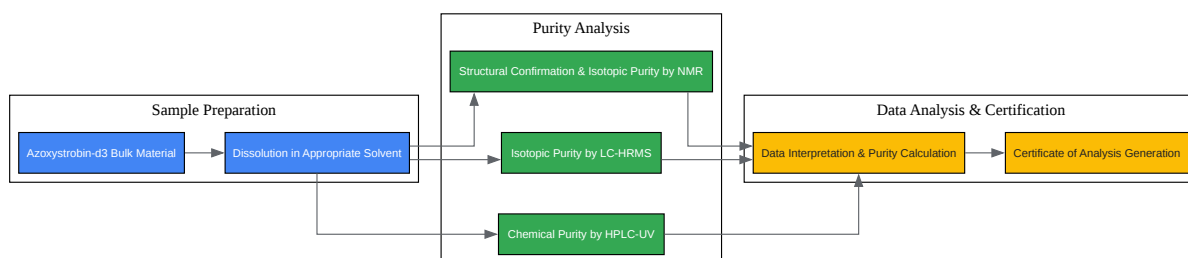 Sample Preparation
Azoxystrobin-d3 Bulk Material
Dissolution in Appropriate Solvent
Purity Analysis
Structural Confirmation & Isotopic Purity by NMR
Isotopic Purity by LC-HRMS
Chemical Purity by HPLC-UV
Data Analysis & Certification
Data Interpretation & Purity Calculation
Certificate of Analysis Generation